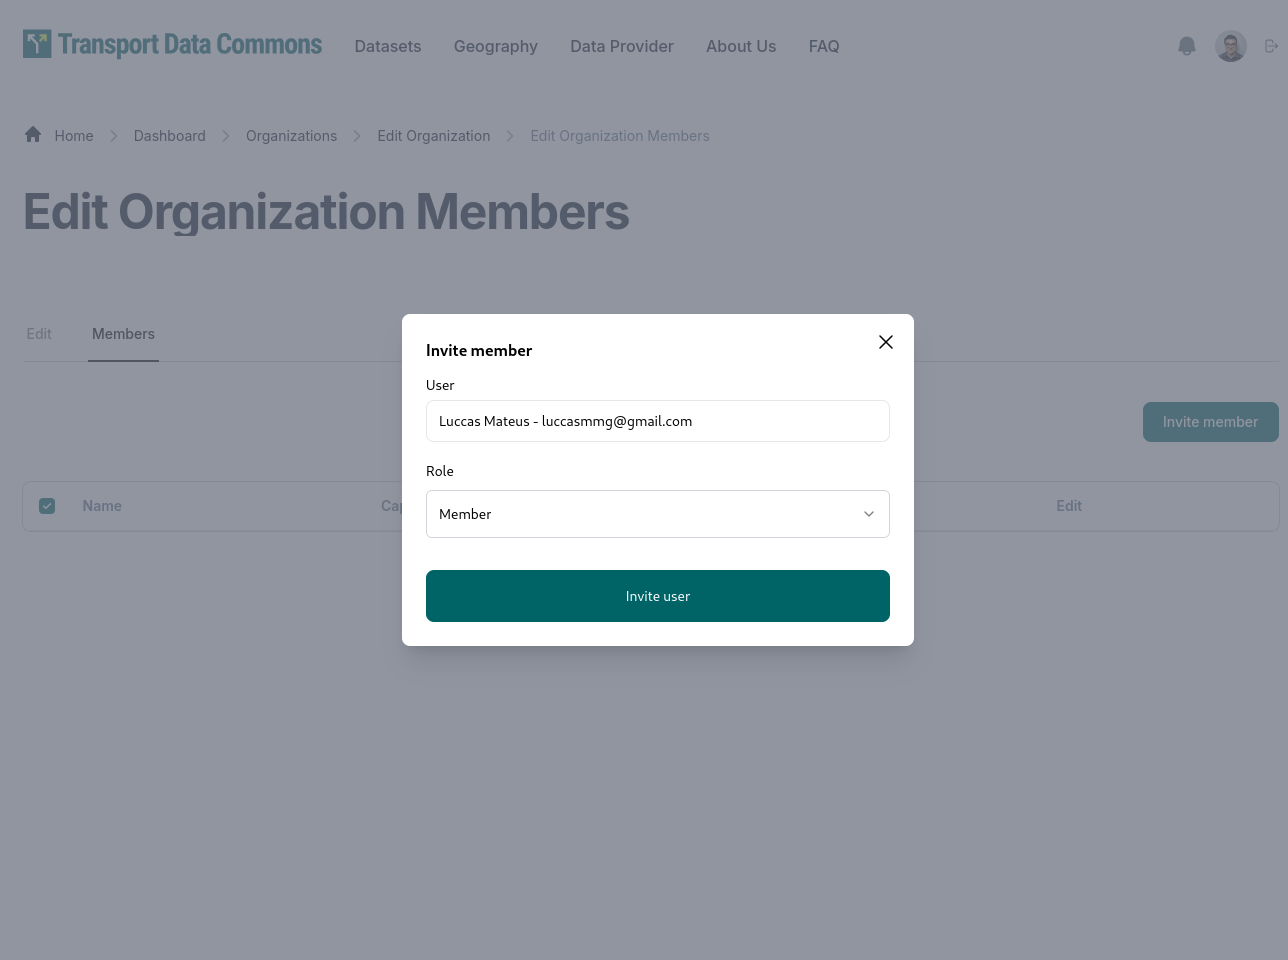 Transport Data Commons Datasets Geography Data Provider About Us FAQ
Home Dashboard Organizations Edit Organization Edit Organization Members
Edit Organization Members
Edit Members
Invite member
Name Edit
Invite member
User
Luccas Mateus - luccasmmg@gmail.com
Role
Member
Invite user